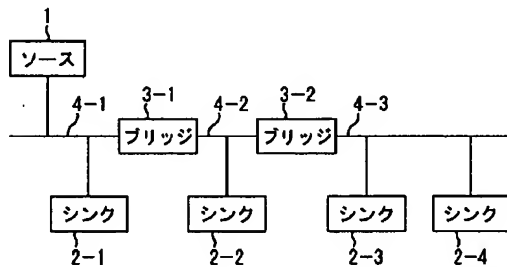 1
ソース
4-1
3-1
ブリッジ
4-2
3-2
ブリッジ
4-3
シンク
2-1
シンク
2-2
シンク
2-3
シンク
2-4